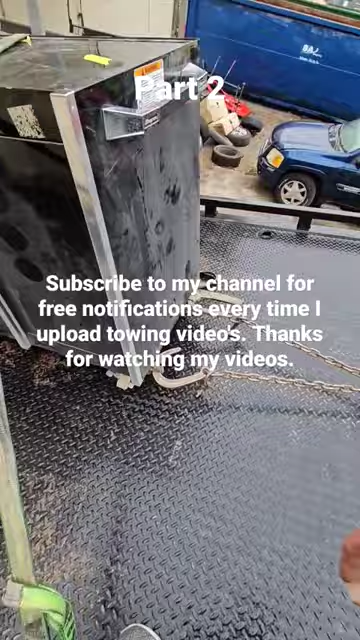 Part 2
Subscribe to my channel for
free notifications every time I
upload towing video's. Thanks
for watching my videos.